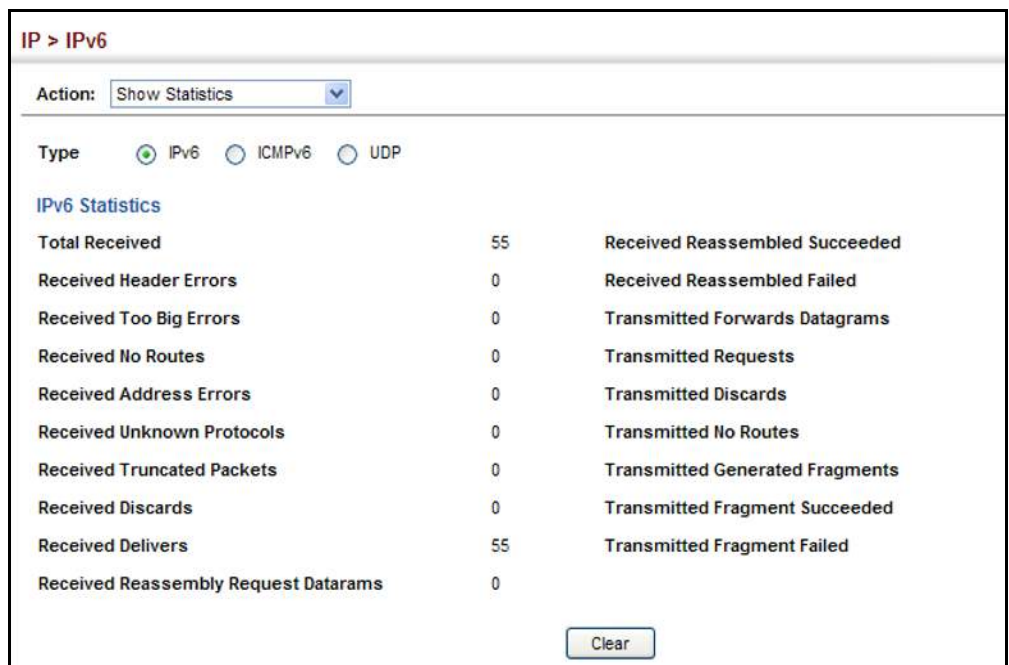 IP > IPv6
Action: Show Statistics
Type IPv6 ICMPv6 UDP
IPv6 Statistics
Total Received 55 Received Reassembled Succeeded
Received Header Errors 0 Received Reassembled Failed
Received Too Big Errors 0 Transmitted Forwards Datagrams
Received No Routes 0 Transmitted Requests
Received Address Errors 0 Transmitted Discards
Received Unknown Protocols 0 Transmitted No Routes
Received Truncated Packets 0 Transmitted Generated Fragments
Received Discards 0 Transmitted Fragment Succeeded
Received Delivers 55 Transmitted Fragment Failed
Received Reassembly Request Datarams 0
Clear